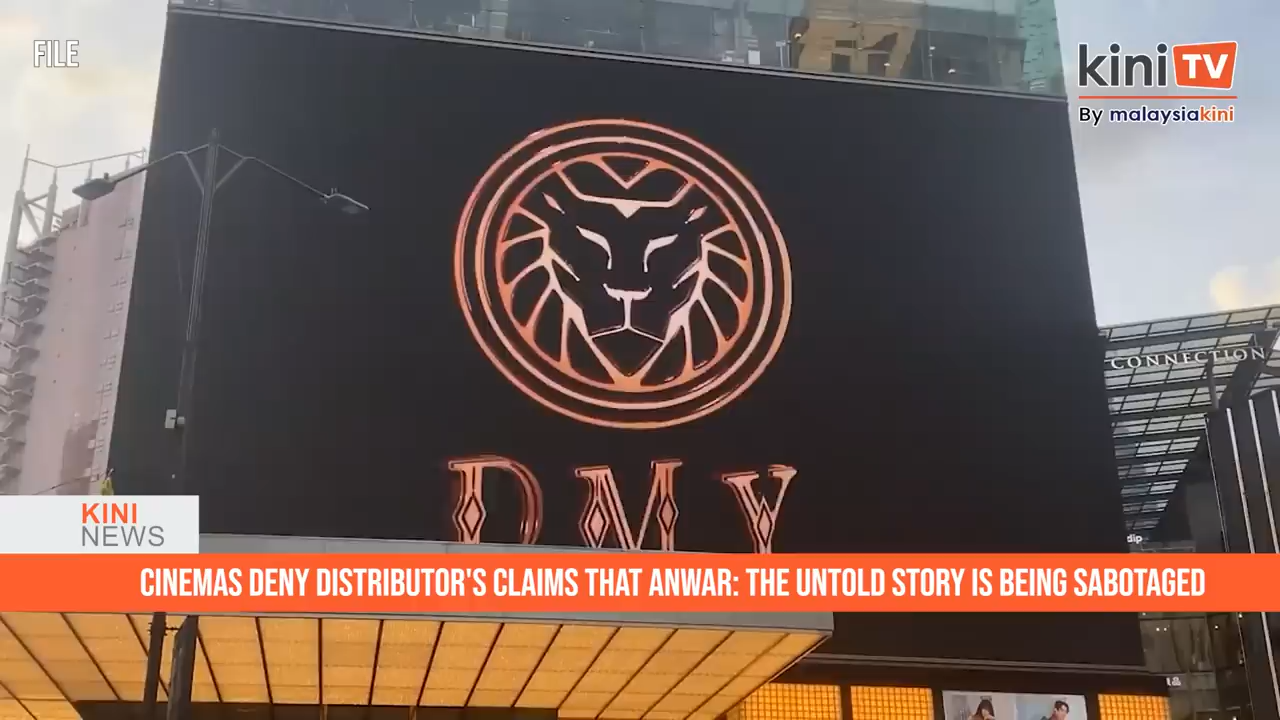 FILE
kini TV
By malaysiakini
CONNECTION
DMY
dip
KINI
NEWS
CINEMAS DENY DISTRIBUTOR'S CLAIMS THAT ANWAR: THE UNTOLD STORY IS BEING SABOTAGED